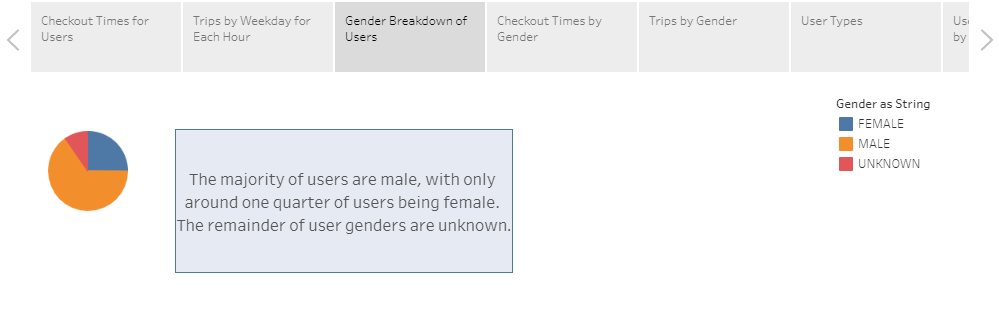 Checkout Times for
Users
Trips by Weekday for
Each Hour
Gender Breakdown of
Users
Checkout Times by
Gender
Trips by Gender
User Types
by
Gender as String
FEMALE
MALE
UNKNOWN
The majority of users are male, with only
around one quarter of users being female.
The remainder of user genders are unknown.